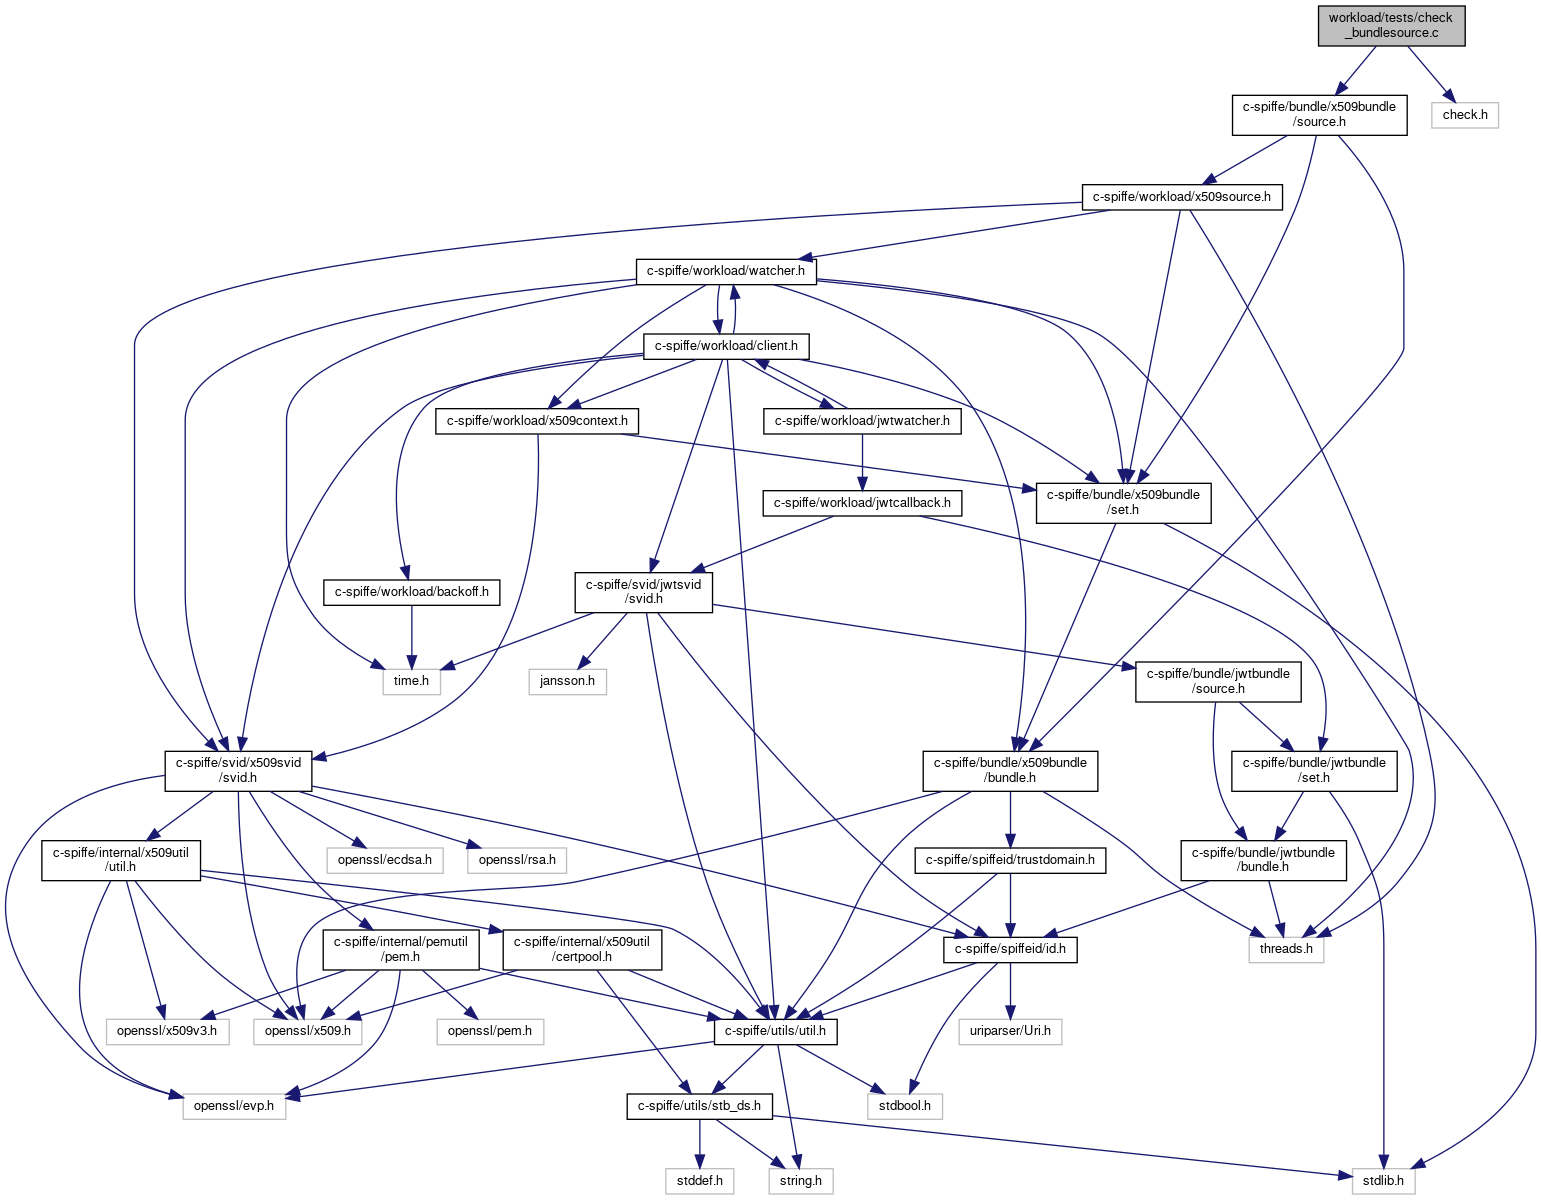 workload/tests/check
_bundlesource.c
c-spiffe/bundle/x509bundle
/source.h
check.h
c-spiffe/workload/x509source.h
c-spiffe/workload/watcher.h
c-spiffe/workload/client.h
c-spiffe/workload/x509context.h
c-spiffe/workload/jwtwatcher.h
c-spiffe/workload/jwtcallback.h
c-spiffe/bundle/x509bundle
/set.h
c-spiffe/workload/backoff.h
c-spiffe/svid/jwtsvid
/svid.h
time.h
jansson.h
c-spiffe/bundle/jwtbundle
/source.h
c-spiffe/svid/x509svid
/svid.h
c-spiffe/bundle/x509bundle
/bundle.h
c-spiffe/bundle/jwtbundle
/set.h
c-spiffe/internal/x509util
/util.h
openssl/ecdsa.h
openssl/rsa.h
c-spiffe/spiffeid/trustdomain.h
c-spiffe/bundle/jwtbundle
/bundle.h
c-spiffe/internal/pemutil
/pem.h
c-spiffe/internal/x509util
/certpool.h
c-spiffe/spiffeid/id.h
threads.h
openssl/x509v3.h
openssl/x509.h
openssl/pem.h
c-spiffe/utils/util.h
uriparser/Uri.h
openssl/evp.h
c-spiffe/utils/stb_ds.h
stdbool.h
stddef.h
string.h
stdlib.h